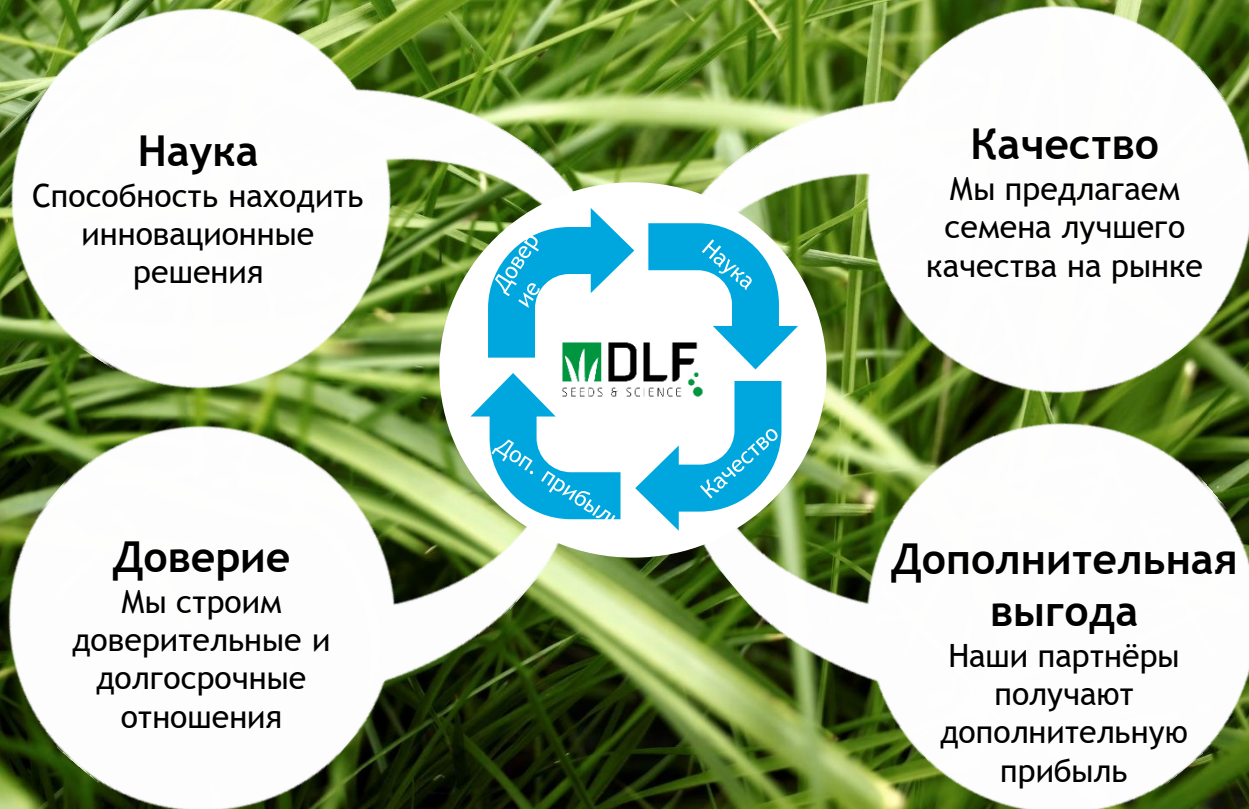 Наука
Способность находить
инновационные
решения
Качество
Мы предлагаем
семена лучшего
качества на рынке
Довер
ие
Наука
DLF
SEEDS & SCIENCE
Доп. прибыль
Качество
Доверие
Мы строим
доверительные и
долгосрочные
отношения
Дополнительная
выгода
Наши партнёры
получают
дополнительную
прибыль